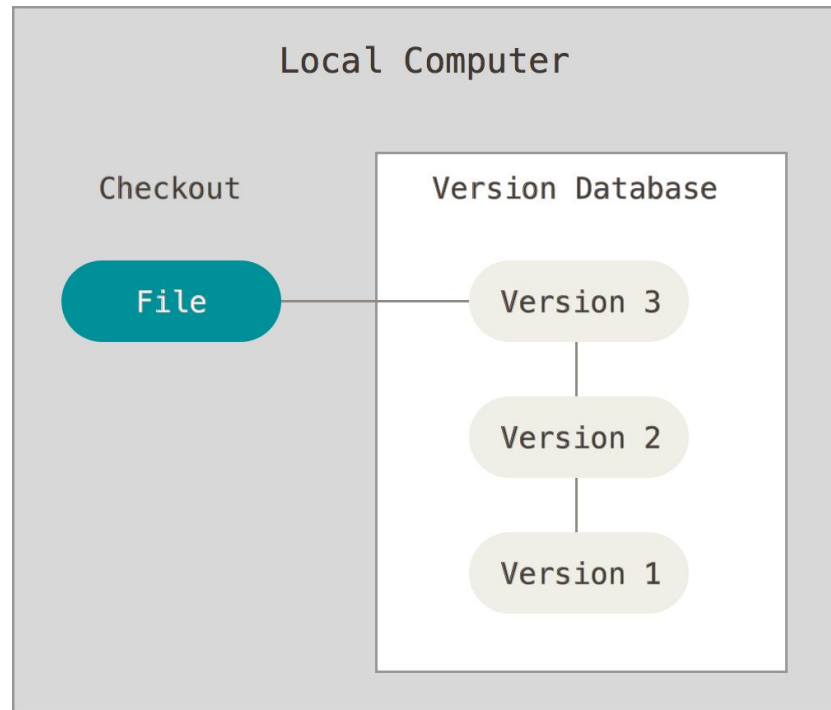 Local Computer
Checkout
Version Database
File
Version 3
Version 2
Version 1